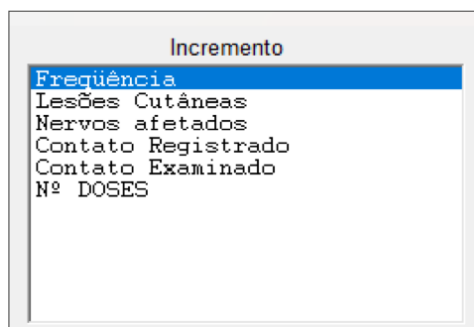 Incremento
Freqüência
Lesões Cutâneas
Nervos afetados
Contato Registrado
Contato Examinado
Nº DOSES